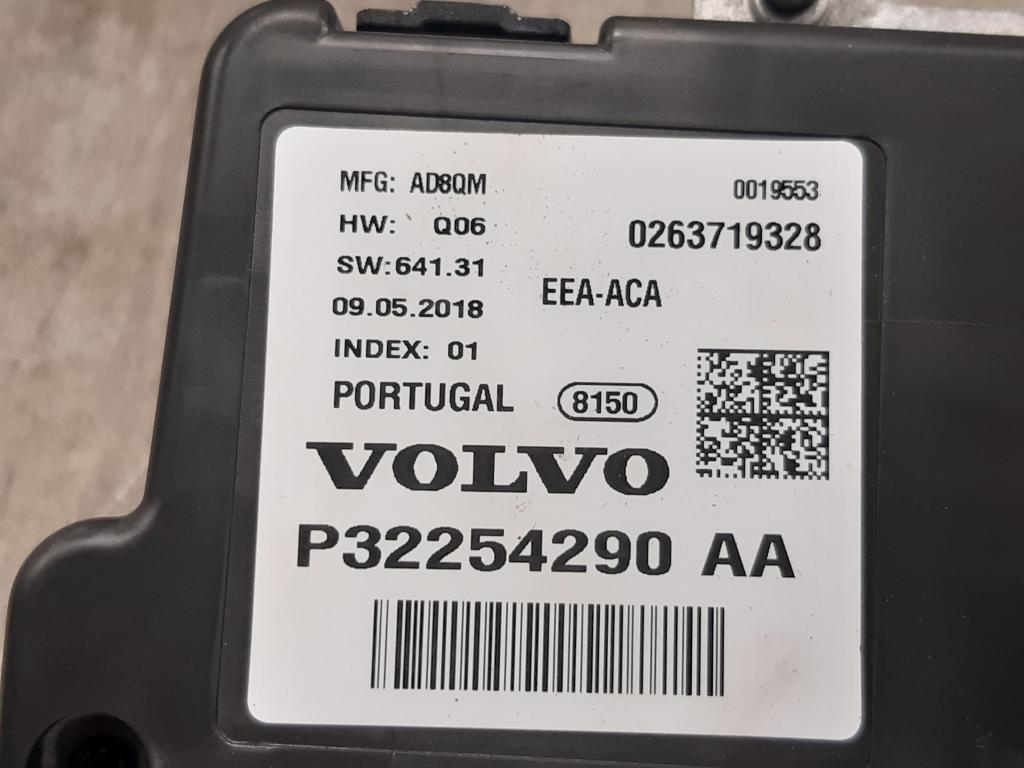 MFG: AD8QM
0019553
HW: Q06
0263719328
SW:641.31
EEA-ACA
09.05.2018
INDEX: 01
PORTUGAL
8150
VOLVO
P32254290 AA